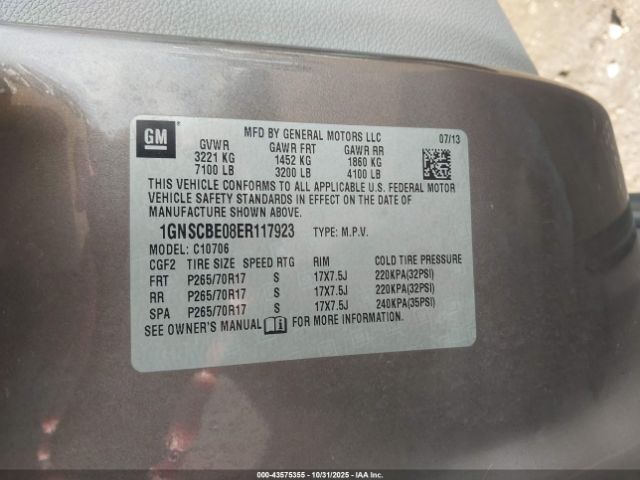 GM
MFD BY GENERAL MOTORS LLC 07/13
GVWR GAWR FRT GAWR RR
3221 KG 1452 KG 1860 KG
7100 LB 3200 LB 4100 LB
THIS VEHICLE CONFORMS TO ALL APPLICABLE U.S. FEDERAL MOTOR
VEHICLE SAFETY STANDARDS IN EFFECT ON THE DATE OF
MANUFACTURE SHOWN ABOVE.
1GNSCBE08ER117923 TYPE: M.P.V.
MODEL: C10706
CGF2 TIRE SIZE SPEED RTG RIM COLD TIRE PRESSURE
FRT P265/70R17 S 17X7.5J 220KPA(32PSI)
RR P265/70R17 S 17X7.5J 220KPA(32PSI)
SPA P265/70R17 S 17X7.5J 240KPA(35PSI)
SEE OWNER'S MANUAL FOR MORE INFORMATION.
000-43575355 - 10/31/2025 - COPYRIGHT IAA, LLC